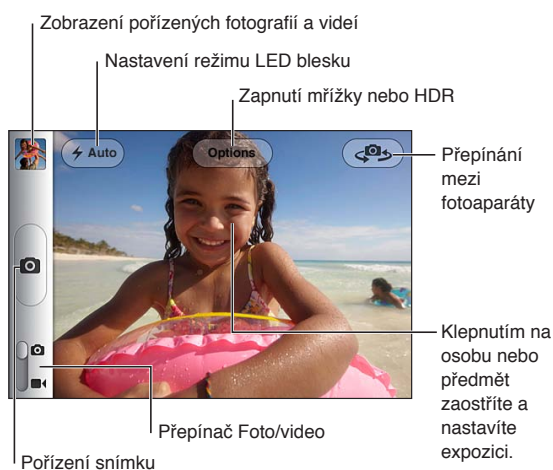 Zobrazení pořízených fotografií a videí
Nastavení režimu LED blesku
Zapnutí mřížky nebo HDR
Auto
Options
Přepínání
mezi
fotoaparáty
Klepnutím na
osobu nebo
předmět
zaostříte a
nastavíte
expozici.
Přepínač Foto/video
Pořízení snímku